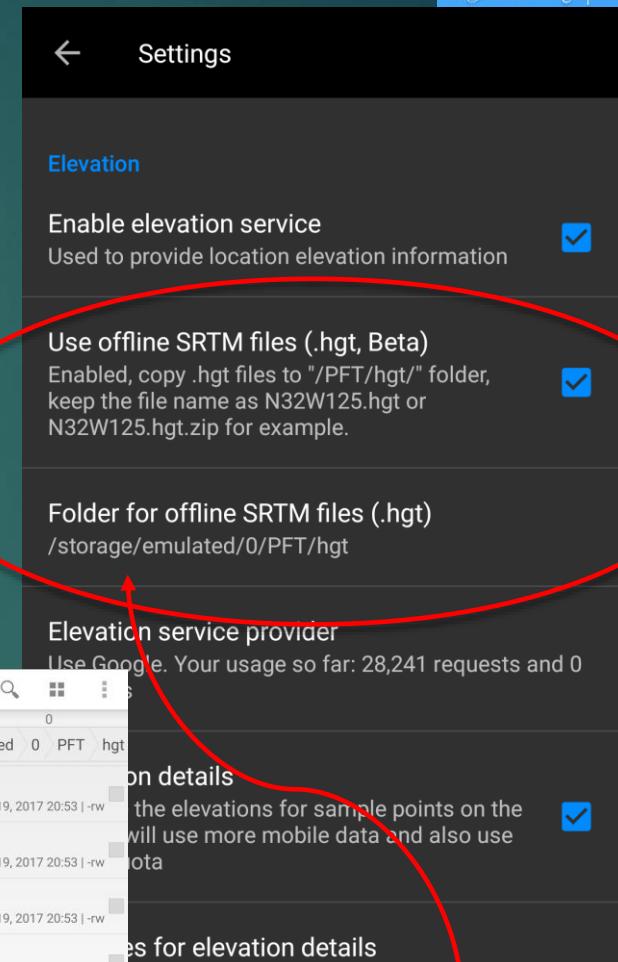 Settings
Elevation
Enable elevation service
Used to provide location elevation information
Use offline SRTM files (.hgt, Beta)
Enabled, copy .hgt files to "/PFT/hgt/" folder,
keep the file name as N32W125.hgt or
N32W125.hgt.zip for example.
Folder for offline SRTM files (.hgt)
/storage/emulated/0/PFT/hgt
Elevation service provider
Use Google. Your usage so far: 28,241 requests and 0
0
ed 0 PFT hgt
on details
19, 2017 20:53 | -rw
the elevations for sample points on the
will use more mobile data and also use
19, 2017 20:53 | -rw
ota
19, 2017 20:53 | -rw
es for elevation details